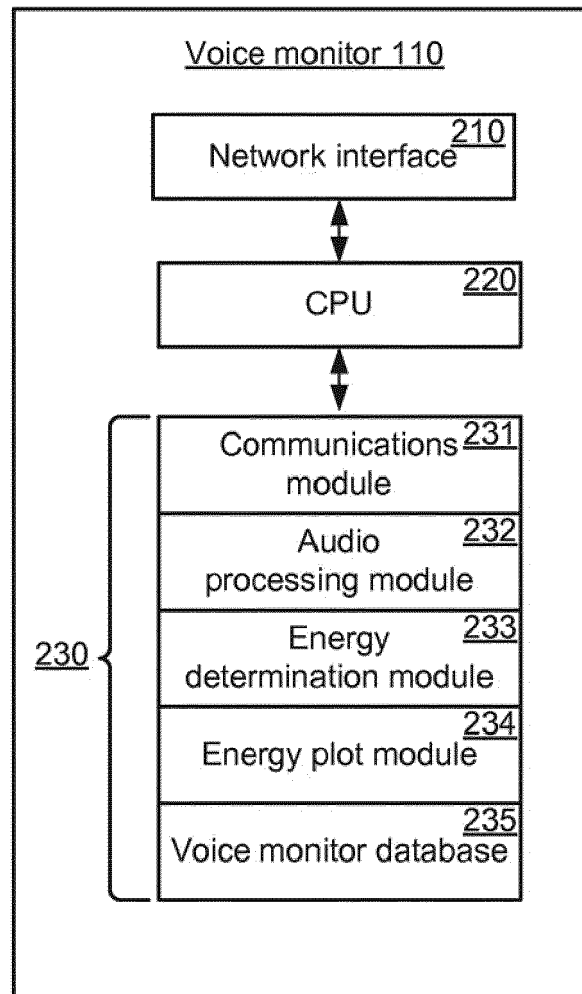 Voice monitor 110
210
Network interface
220
CPU
231
Communications
module
232
Audio
processing module
230
233
Energy
determination module
234
Energy plot module
235
Voice monitor database